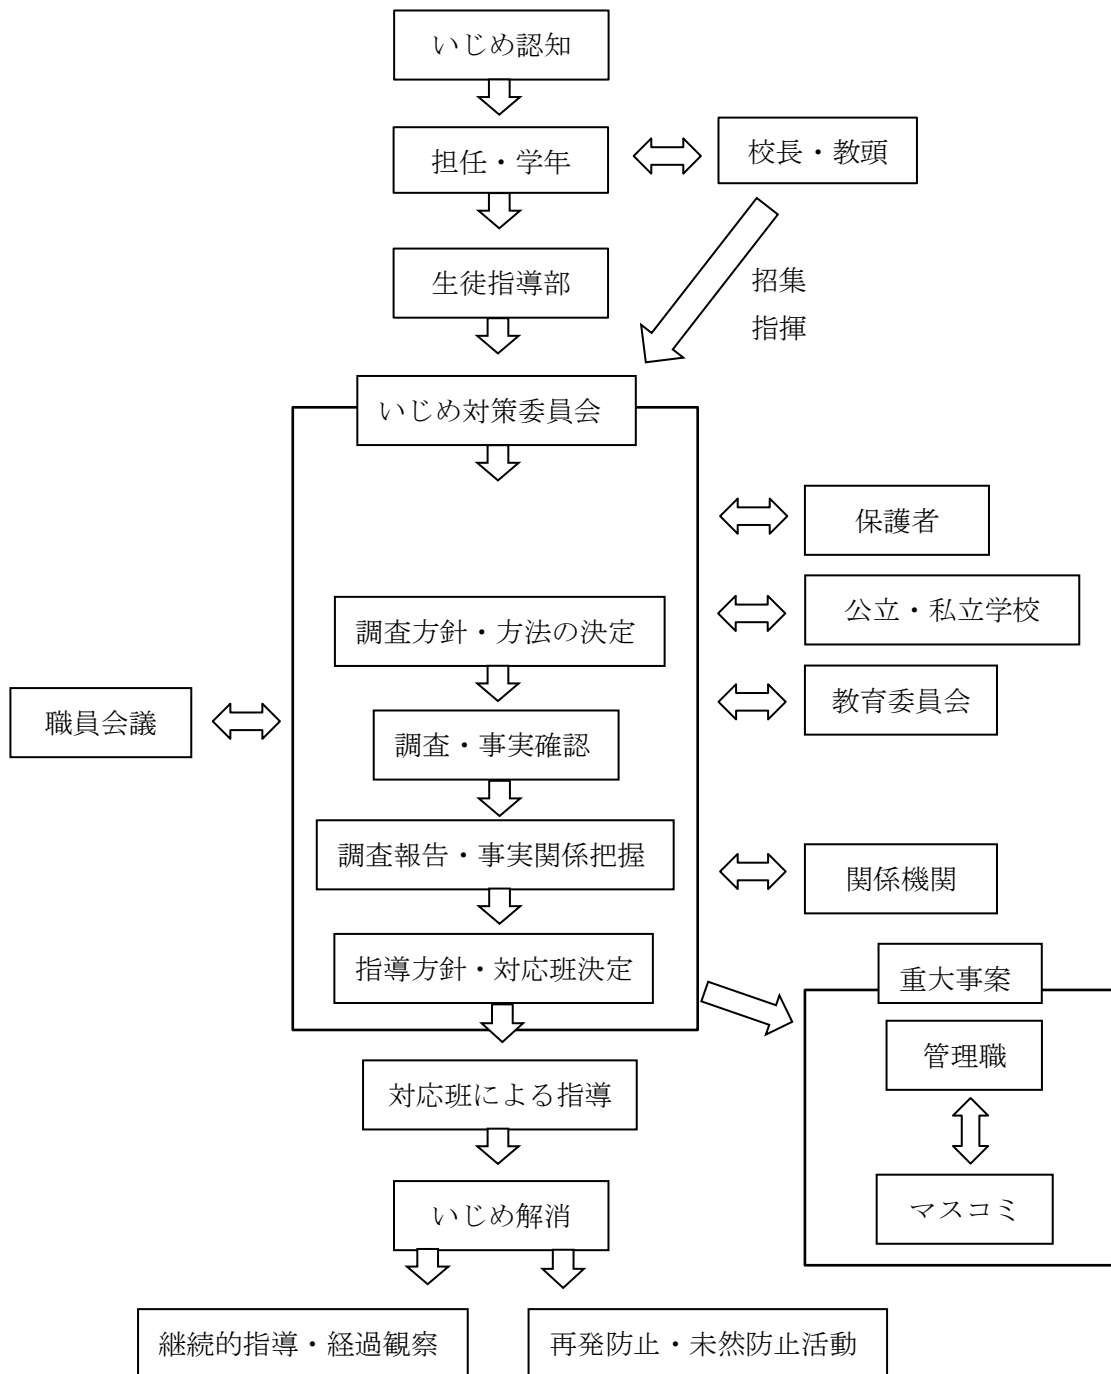 いじめ認知
担任・学年
校長・教頭
生徒指導部
招集
指揮
いじめ対策委員会
保護者
公立・私立学校
調査方針・方法の決定
教育委員会
職員会議
調査・事実確認
調査報告・事実関係把握
関係機関
指導方針・対応班決定
重大事案
管理職
対応班による指導
マスコミ
いじめ解消
継続的指導・経過観察
再発防止・未然防止活動